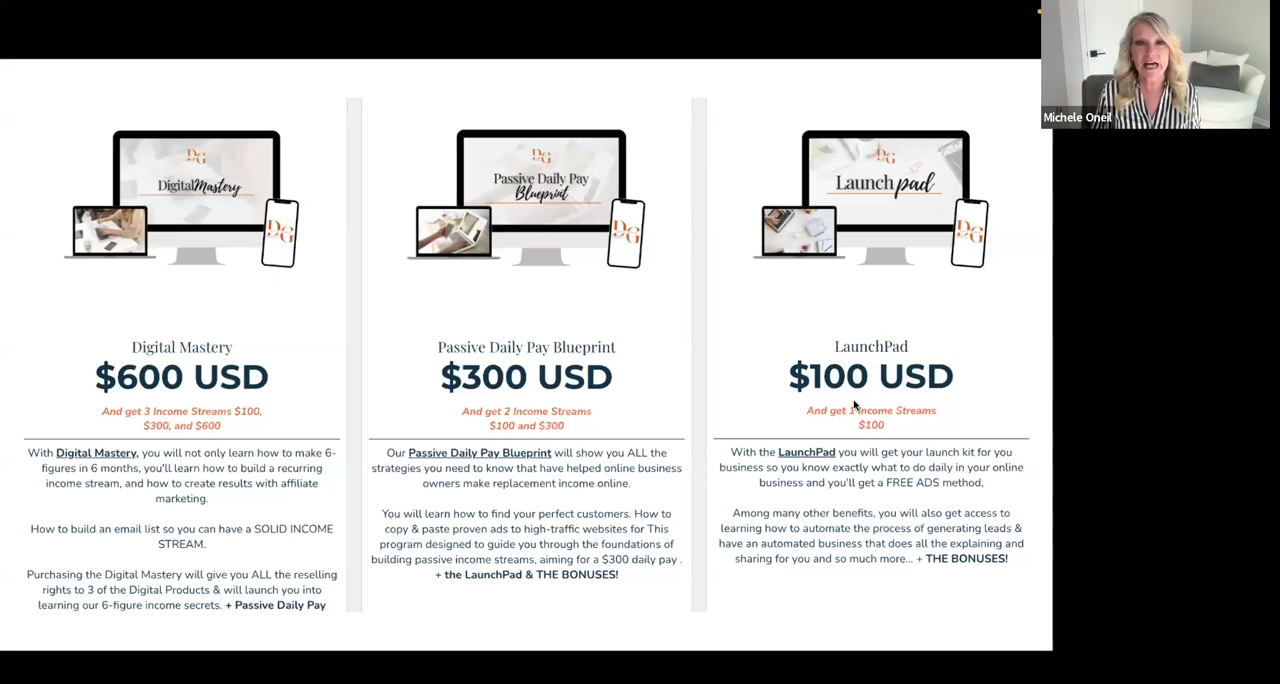 Michele Oneil
DG
Digital Mastery
DG
Digital Mastery
$600 USD
And get 3 Income Streams $100,
$300, and $600
With Digital Mastery, you will not only learn how to make 6-
figures in 6 months, you'll learn how to build a recurring
income stream, and how to create results with affiliate
marketing.
How to build an email list so you can have a SOLID INCOME
STREAM.
Purchasing the Digital Mastery will give you ALL the reselling
rights to 3 of the Digital Products & will launch you into
learning our 6-figure income secrets. + Passive Daily Pay
DG
Passive Daily Pay
Blueprint
DG
Passive Daily Pay Blueprint
$300 USD
And get 2 Income Streams
$100 and $300
Our Passive Daily Pay Blueprint will show you ALL the
strategies you need to know that have helped online business
owners make replacement income online.
You will learn how to find your perfect customers. How to
copy & paste proven ads to high-traffic websites for This
program designed to guide you through the foundations of
building passive income streams, aiming for a $300 daily pay .
+ the LaunchPad & THE BONUSES!
DG
Launch pad
DG
LaunchPad
$100 USD
And get 1 Income Streams
$100
With the LaunchPad you will get your launch kit for you
business so you know exactly what to do daily in your online
business and you'll get a FREE ADS method,
Among many other benefits, you will also get access to
learning how to automate the process of generating leads &
have an automated business that does all the explaining and
sharing for you and so much more... + THE BONUSES!